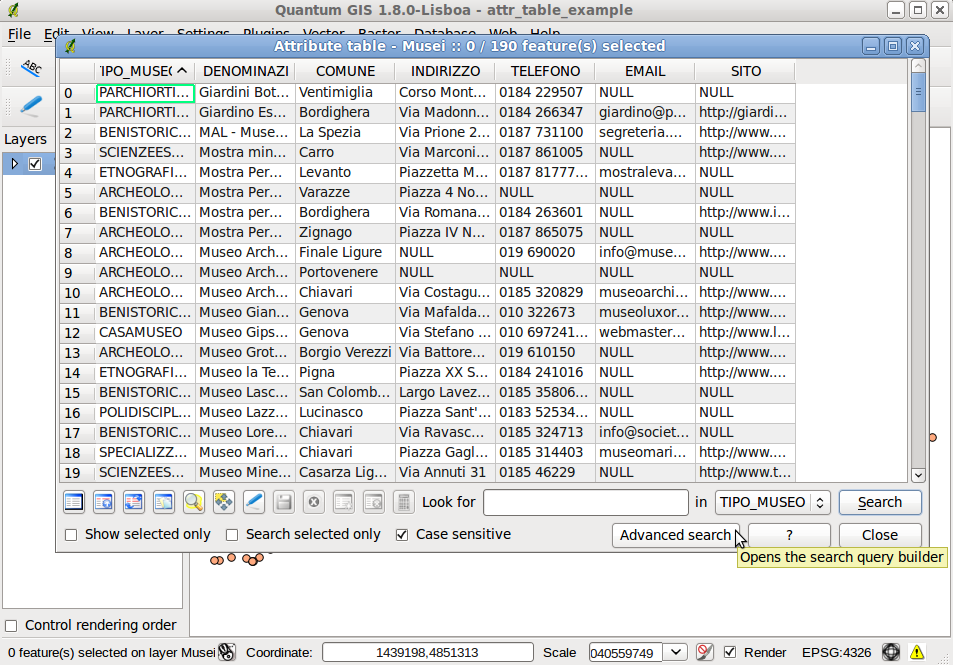 Quantum GIS 1.8.0-Lisboa - attr_table_example
File Edit View Layer Settings Plugins Vector Raster Database Web Help
Attribute table - Musei :: 0 / 190 feature(s) selected
ABC
Layers
TIPO_MUSEO DENOMINAZI COMUNE INDIRIZZO TELEFONO EMAIL SITO
0 PARCHIORTI... Giardini Bot... Ventimiglia Corso Mont... 0184 229507 NULL NULL
1 PARCHIORTI... Giardino Es... Bordighera Via Madonn... 0184 266347 giardino@p... http://giardi...
2 BENISTORIC... MAL - Muse... La Spezia Via Prione 2... 0187 731100 segreteria.... http://www....
3 SCIENZEES... Mostra min... Carro Via Marconi... 0187 861005 NULL http://www....
4 ETNOGRAFI... Mostra Per... Levanto Piazzetta M... 0187 81777... mostraleva... NULL
5 ARCHEOLO... Mostra Per... Varazze Piazza 4 No... NULL NULL NULL
6 BENISTORIC... Mostra per... Bordighera Via Romana... 0184 263601 NULL http://www.i...
7 ARCHEOLO... Mostra Per... Zignago Piazza IV N... 0187 865075 NULL NULL
8 ARCHEOLO... Museo Arch... Finale Ligure NULL 019 690020 info@muse... http://www....
9 ARCHEOLO... Museo Arch... Portovenere NULL NULL NULL NULL
10 ARCHEOLO... Museo Arch... Chiavari Via Costagu... 0185 320829 museoarchi... http://www....
11 BENISTORIC... Museo Gian... Genova Via Mafalda... 010 322673 museoluxor... http://www....
12 CASAMUSEO Museo Gips... Genova Via Stefano ... 010 697241... webmaster... http://www.l...
13 ARCHEOLO... Museo Grot... Borgio Verezzi Via Battore... 019 610150 NULL http://www....
14 ETNOGRAFI... Museo la Te... Pigna Piazza XX S... 0184 241016 NULL http://www....
15 BENISTORIC... Museo Lasc... San Colomb... Largo Lavez... 0185 35806... NULL NULL
16 POLIDISCIPL... Museo Lazz... Lucinasco Piazza Sant'... 0183 52534... NULL NULL
17 BENISTORIC... Museo Lore... Chiavari Via Ravasc... 0185 324713 info@societ... NULL
18 SPECIALIZZ... Museo Mari... Chiavari Piazza Gagl... 0185 314403 museomari... http://www....
19 SCIENZEES... Museo Mine... Casarza Lig... Via Annuti 31 0185 46229 NULL http://www.t...
Look for in TIPO_MUSEO Search
Show selected only Search selected only Case sensitive Advanced search ? Close
Opens the search query builder
Control rendering order
0 feature(s) selected on layer Musei Coordinate: 1439198,4851313 Scale 040559749 Render EPSG:4326